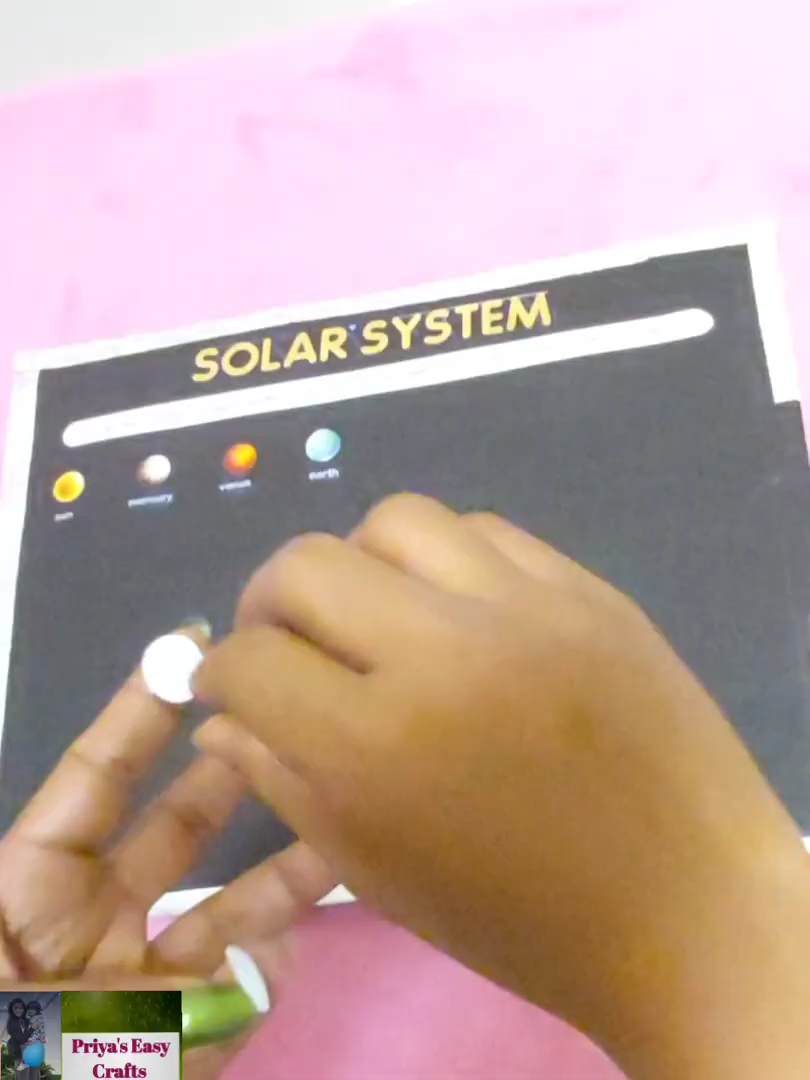 SOLAR SYSTEM
sun
mercury
venus
earth
Priya's Easy
Crafts